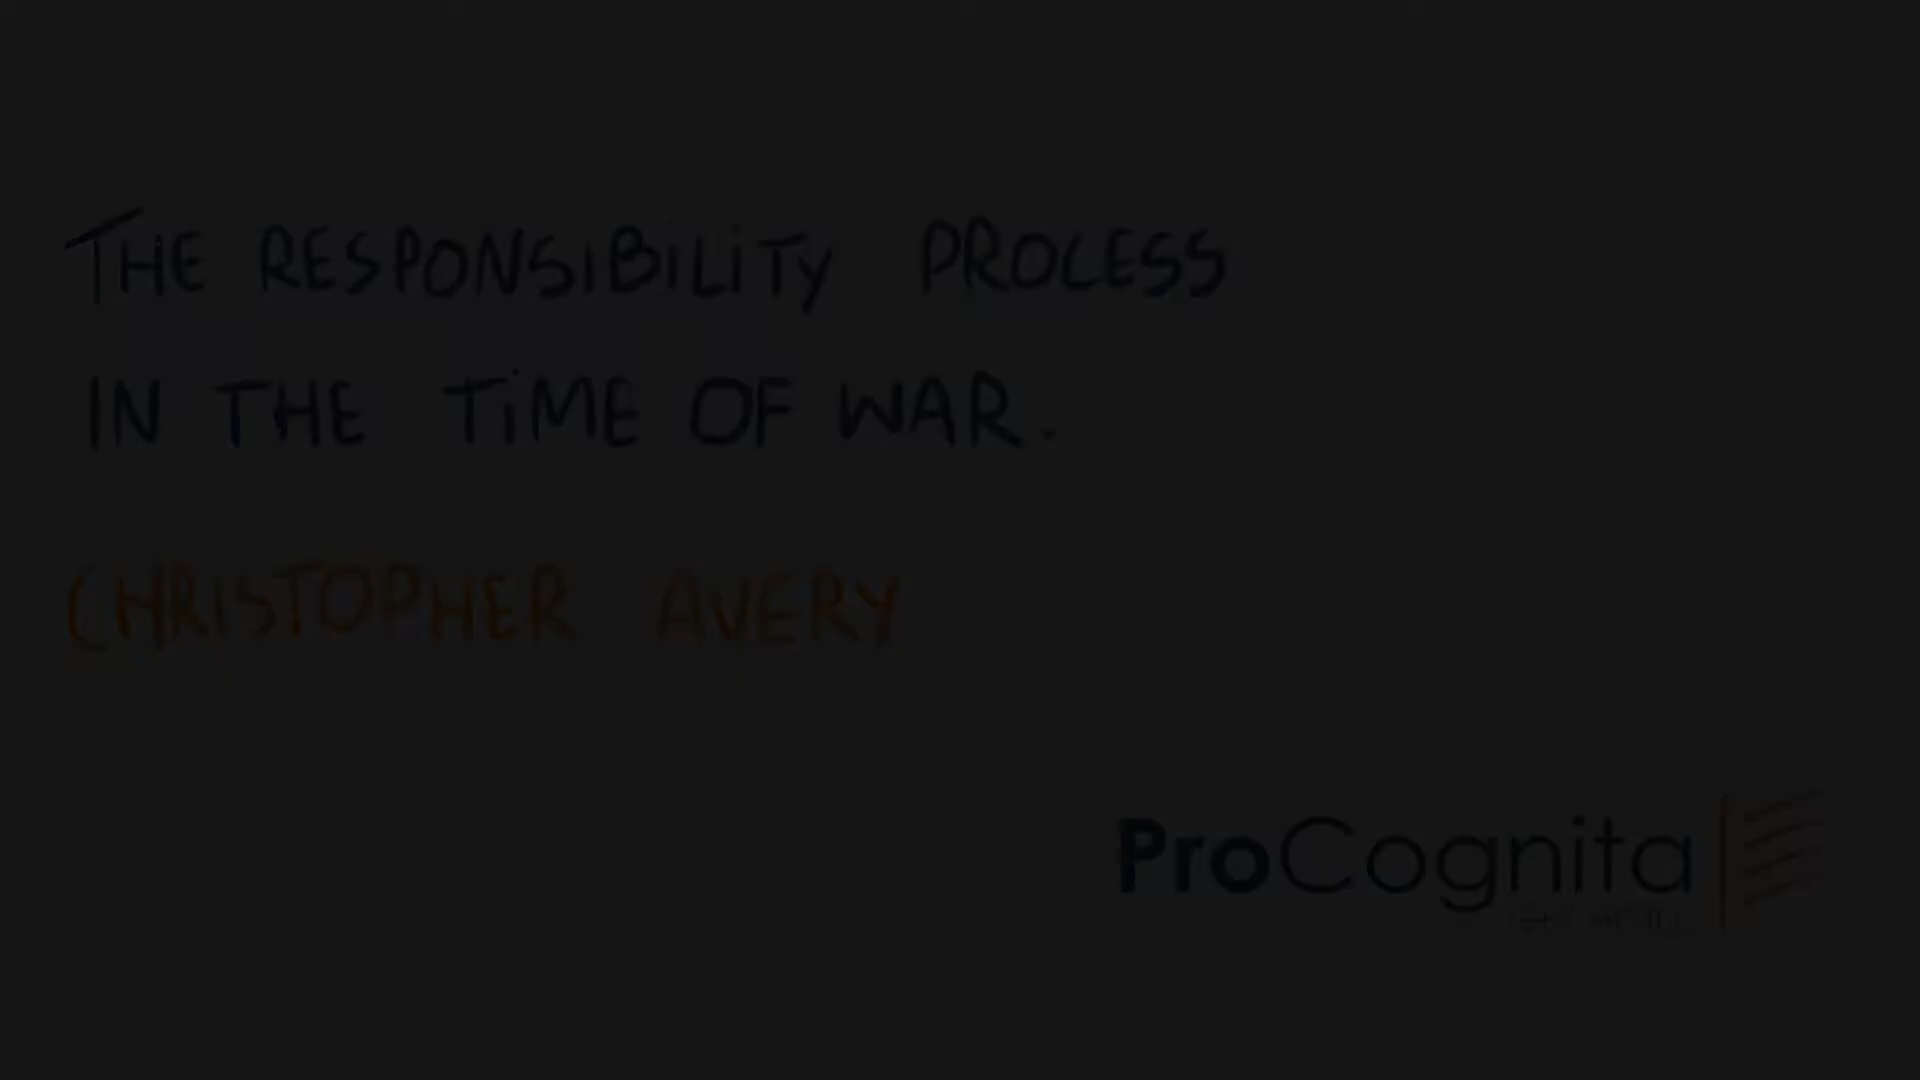 THE RESPONSIBILITY PROCESS
IN THE TIME OF WAR.
CHRISTOPHER AVERY
ProCognita